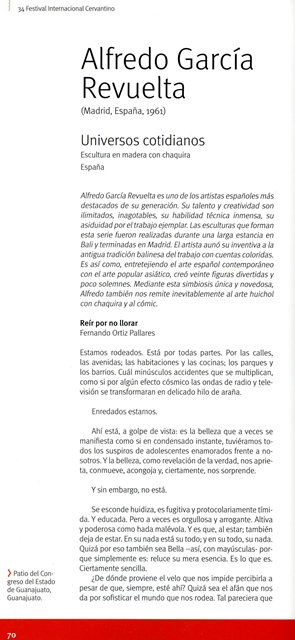 34 Festival Internacional Cervantino
Alfredo García
Revuelta
(Madrid, España, 1961)
Universos cotidianos
Escultura en madera con chaquira
España
Alfredo García Revuelta es uno de los artistas españoles más
destacados de su generación. Su talento y creatividad son
ilimitados, inagotables, su habilidad técnica inmensa, su
asiduidad por el trabajo ejemplar. Las esculturas que forman
esta serie fueron realizadas durante una larga estancia en
Bali y terminadas en Madrid. El artista aunó su inventiva a la
antigua tradición balinesa del trabajo con cuentas coloridas.
Es así como, entretejiendo el arte español contemporáneo
con el arte popular asiático, creó veinte figuras divertidas y
poco solemnes. Mediante esta simbiosis única y novedosa,
Alfredo también nos remite inevitablemente al arte huichol
con chaquira y al cómic.
Reír por no llorar
Fernando Ortiz Pallares
Estamos rodeados. Está por todas partes. Por las calles,
las avenidas; las habitaciones y las cocinas; los parques y
los barrios. Cuál minúsculos accidentes que se multiplican,
como si por algún efecto cósmico las ondas de radio y tele-
visión se transformaran en delicado hilo de araña.
Enredados estamos.
Ahí está, a golpe de vista: es la belleza que a veces se
manifiesta como si en condensado instante, tuviéramos to-
dos los suspiros de adolescentes enamorados frente a no-
sotros. Y la belleza, como revelación de la verdad, nos aprie-
ta, conmueve, acongoja y, ciertamente, nos sorprende.
Y sin embargo, no está.
Se esconde huidiza, es fugitiva y protocolariamente tími-
da. Y educada. Pero a veces es orgullosa y arrogante. Altiva
y poderosa como hada malévola. Y es que, al estar; también
deja de estar. En su nada está su todo; y en su todo, su nada.
Quizá por eso también sea Bella –así, con mayúsculas- por-
que simplemente es: reluce su mera esencia. Es lo que es.
Ciertamente sencilla.
¿De dónde proviene el velo que nos impide percibirla a
pesar de que, siempre, esté ahí? Quizá sea el afán que nos
da por sofisticar el mundo que nos rodea. Tal pareciera que
Patio del Con-
greso del Estado
de Guanajuato,
Guanajuato.
70